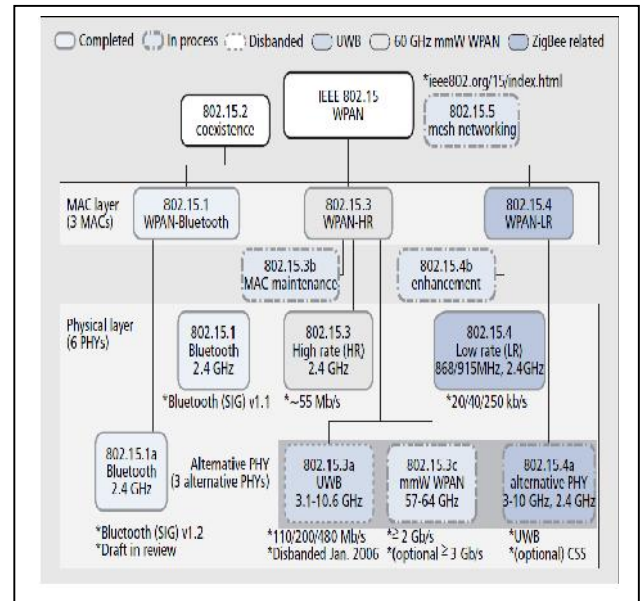 Completed In process Disbanded UWB 60 GHz mmW WPAN ZigBee related
*ieee802.org/15/index.html
IEEE 802.15
WPAN
802.15.2
coexistence
802.15.5
mesh networking
MAC layer
(3 MACs)
802.15.1
WPAN-Bluetooth
802.15.3
WPAN-HR
802.15.4
WPAN-LR
802.15.3b
MAC maintenance
802.15.4b
enhancement
Physical layer
(6 PHYs)
802.15.1
Bluetooth
2.4 GHz
*Bluetooth (SIG) v1.1
802.15.3
High rate (HR)
2.4 GHz
*~55 Mb/s
802.15.4
Low rate (LR)
868/915MHz, 2.4GHz
*20/40/250 kb/s
802.15.1a
Bluetooth
2.4 GHz
*Bluetooth (SIG) v1.2
*Draft in review
Alternative PHY
(3 alternative PHYs)
802.15.3a
UWB
3.1-10.6 GHz
*110/200/480 Mb/s
*Disbanded Jan. 2006
802.15.3c
mmW WPAN
57-64 GHz
*≥ 2 Gb/s
*(optional ≥ 3 Gb/s)
802.15.4a
alternative PHY
3-10 GHz, 2.4 GHz
*UWB
*(optional) CSS